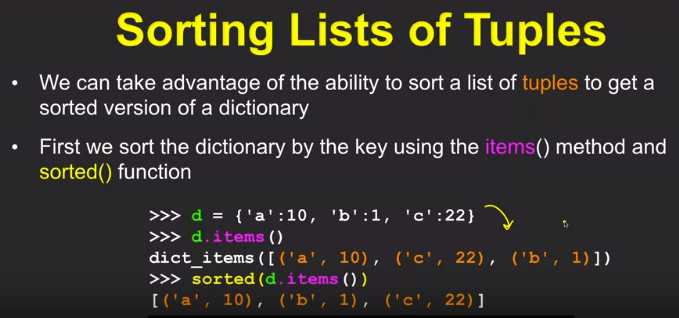 Sorting Lists of Tuples
• We can take advantage of the ability to sort a list of tuples to get a
sorted version of a dictionary
• First we sort the dictionary by the key using the items() method and
sorted() function
>>> d = {'a':10, 'b':1, 'c':22}
>>> d.items()
dict_items([('a', 10), ('c', 22), ('b', 1)])
>>> sorted(d.items())
[('a', 10), ('b', 1), ('c', 22)]